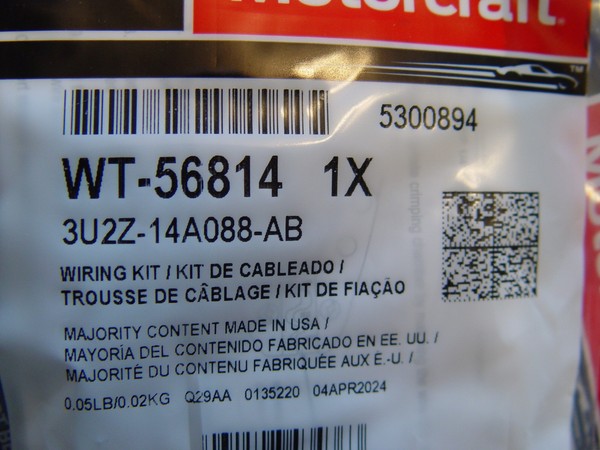 Motorcraft
™
5300894
WT-56814 1X
3U2Z-14A088-AB
WIRING KIT / KIT DE CABLEADO /
TROUSSE DE CÂBLAGE / KIT DE FIAÇÃO
MAJORITY CONTENT MADE IN USA /
MAYORÍA DEL CONTENIDO FABRICADO EN EE. UU. /
MAJORITÉ DU CONTENU FABRIQUÉE AUX É.-U. /
0.05LB/0.02KG Q29AA 0135220 04APR2024